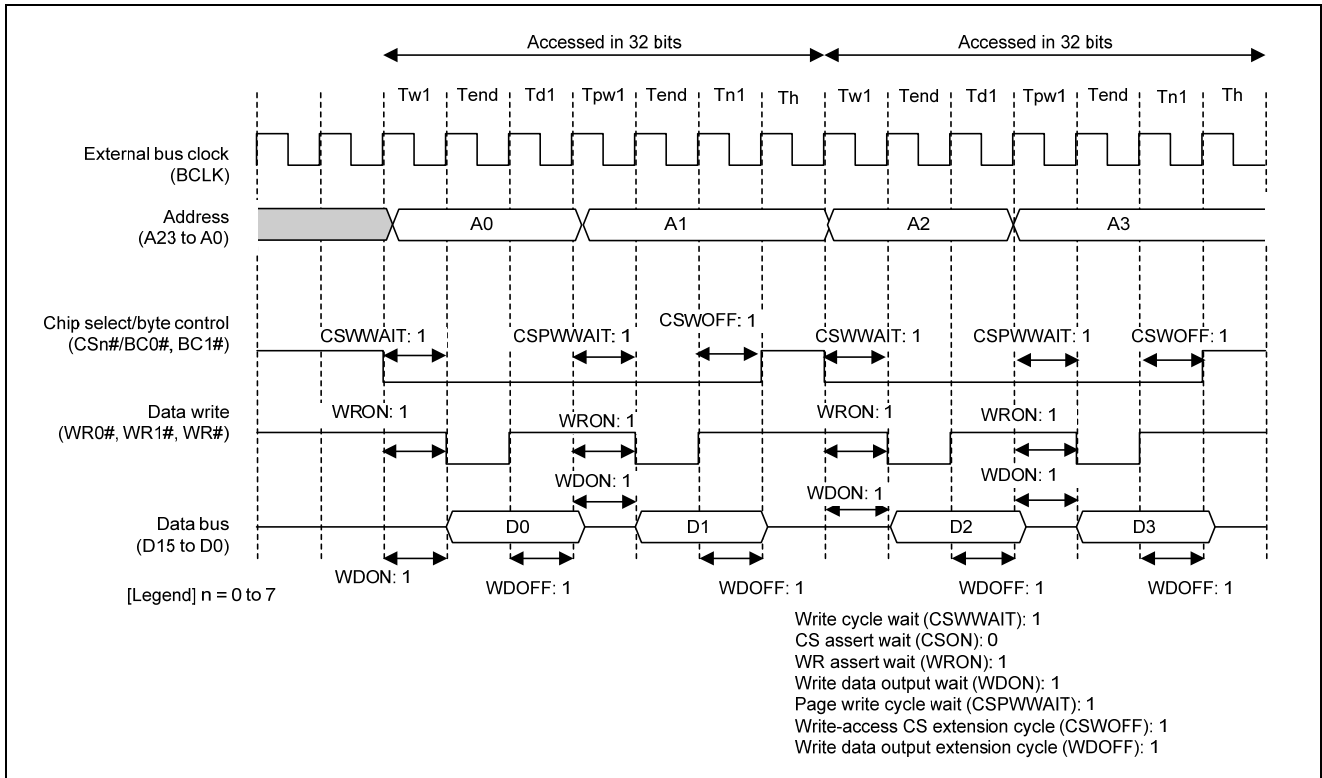 Accessed in 32 bits Accessed in 32 bits
Tw1 Tend Td1 Tpw1 Tend Tn1 Th Tw1 Tend Td1 Tpw1 Tend Tn1 Th
External bus clock
(BCLK)
Address
(A23 to A0)
A0 A1 A2 A3
Chip select/byte control
(CSn#/BC0#, BC1#)
CSWWAIT: 1 CSPWWAIT: 1 CSWOFF: 1 CSWWAIT: 1 CSPWWAIT: 1 CSWOFF: 1
Data write
(WR0#, WR1#, WR#)
WRON: 1 WRON: 1 WRON: 1 WRON: 1
WDON: 1 WDON: 1 WDON: 1
Data bus
(D15 to D0)
D0 D1 D2 D3
WDON: 1 WDOFF: 1 WDOFF: 1 WDOFF: 1 WDOFF: 1
[Legend] n = 0 to 7
Write cycle wait (CSWWAIT): 1
CS assert wait (CSON): 0
WR assert wait (WRON): 1
Write data output wait (WDON): 1
Page write cycle wait (CSPWWAIT): 1
Write-access CS extension cycle (CSWOFF): 1
Write data output extension cycle (WDOFF): 1